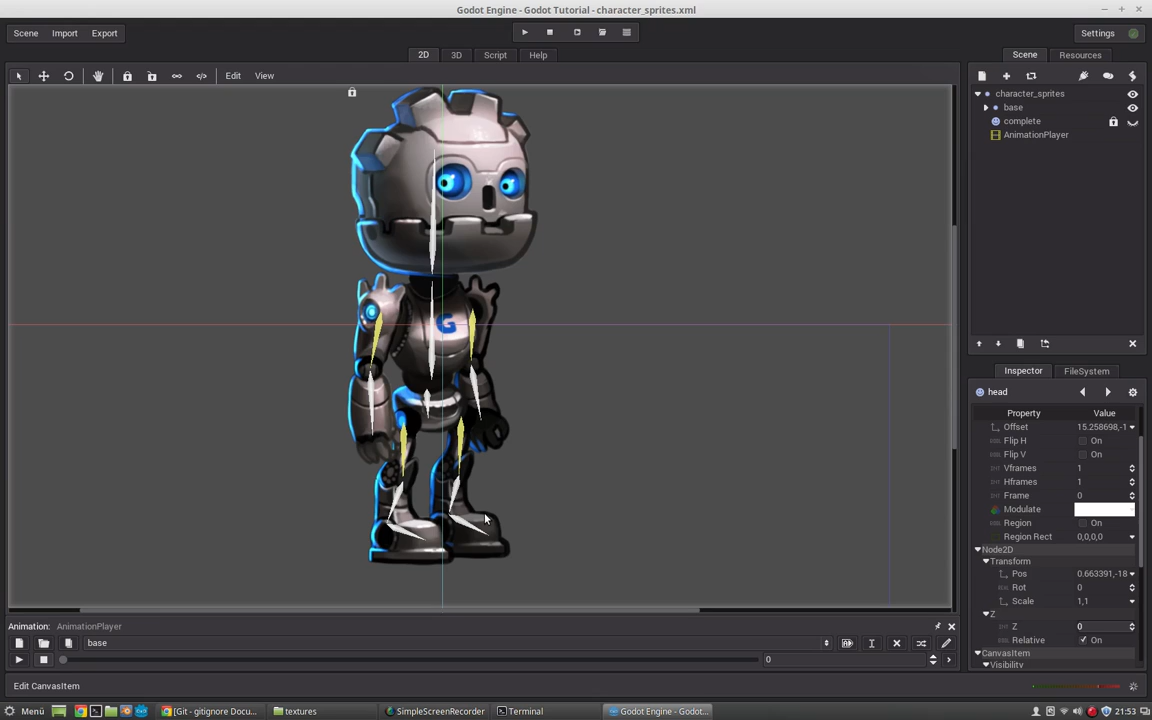 Godot Engine - Godot Tutorial - character_sprites.xml
Scene Import Export Settings
2D 3D Script Help Scene Resources
Edit View
character_sprites
base
complete
AnimationPlayer
G
Inspector FileSystem
head
Property Value
Offset 15.258698,-1
Flip H On
Flip V On
Vframes 1
Hframes 1
Frame 0
Modulate
Region On
Region Rect 0,0,0,0
Node2D
Transform
Pos 0.663391,-18
Rot 0
Scale 1,1
Z
Z 0
Relative On
CanvasItem
Visibility
Animation: AnimationPlayer
base
0
Edit CanvasItem
Menü [Git - gitignore Docu... textures SimpleScreenRecorder Terminal Godot Engine - Godot... 21:53